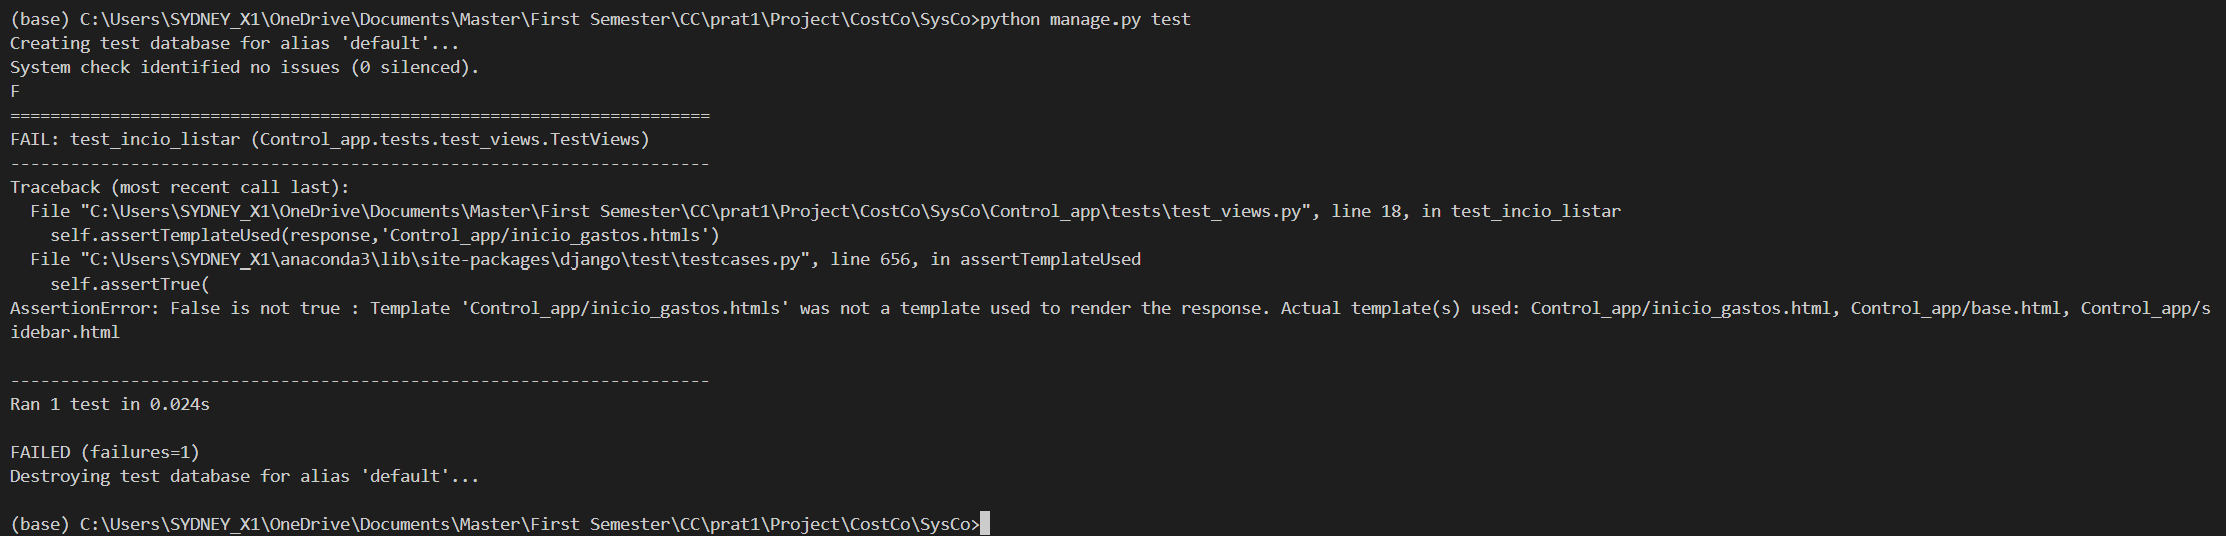 (base) C:\Users\SYDNEY_X1\OneDrive\Documents\Master\First Semester\CC\prat1\Project\CostCo\SysCo>python manage.py test
Creating test database for alias 'default'...
System check identified no issues (0 silenced).
F
======================================================================
FAIL: test_incio_listar (Control_app.tests.test_views.TestViews)
----------------------------------------------------------------------
Traceback (most recent call last):
  File "C:\Users\SYDNEY_X1\OneDrive\Documents\Master\First Semester\CC\prat1\Project\CostCo\SysCo\Control_app\tests\test_views.py", line 18, in test_incio_listar
    self.assertTemplateUsed(response,'Control_app/inicio_gastos.htmls')
  File "C:\Users\SYDNEY_X1\anaconda3\lib\site-packages\django\test\testcases.py", line 656, in assertTemplateUsed
    self.assertTrue(
AssertionError: False is not true : Template 'Control_app/inicio_gastos.htmls' was not a template used to render the response. Actual template(s) used: Control_app/inicio_gastos.html, Control_app/base.html, Control_app/s
idebar.html

----------------------------------------------------------------------
Ran 1 test in 0.024s

FAILED (failures=1)
Destroying test database for alias 'default'...

(base) C:\Users\SYDNEY_X1\OneDrive\Documents\Master\First Semester\CC\prat1\Project\CostCo\SysCo>